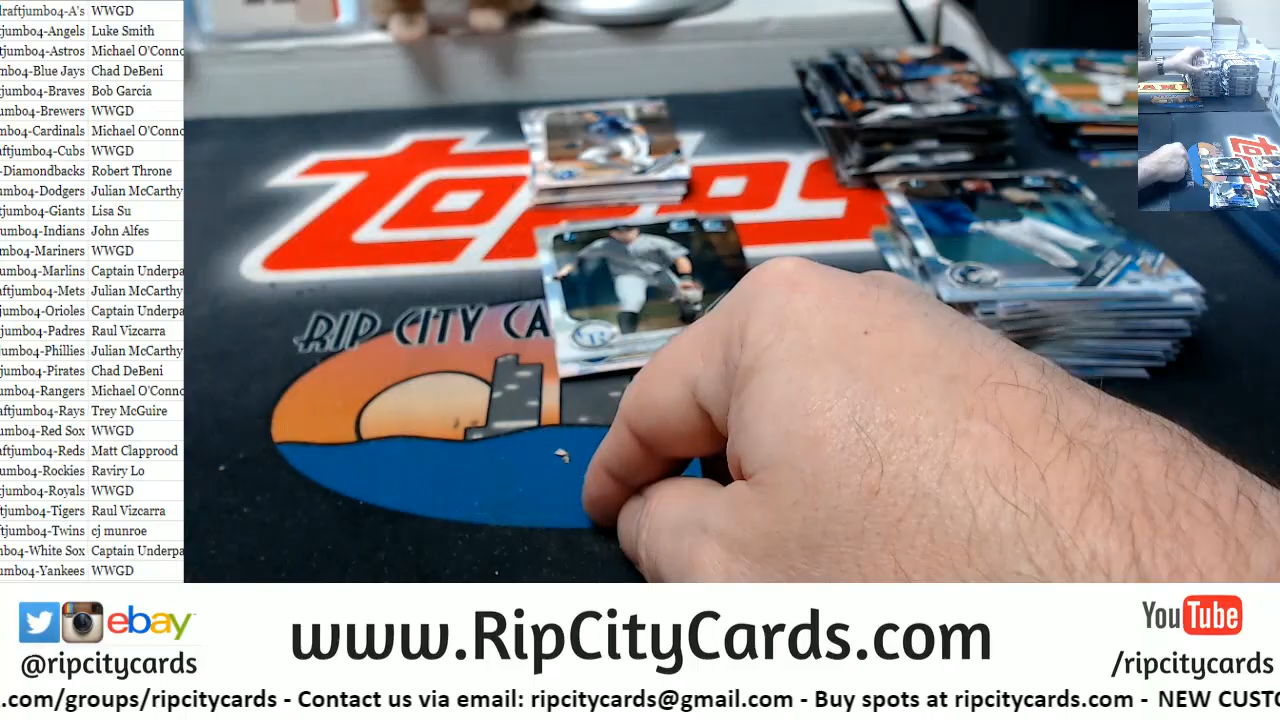 raftjumbo4-A's WWGD
tjumbo4-Angels Luke Smith
tjumbo4-Astros Michael O'Conno
mbo4-Blue Jays Chad DeBeni
jumbo4-Braves Bob Garcia
umbo4-Brewers WWGD
mbo4-Cardinals Michael O'Conno
aftjumbo4-Cubs WWGD
-Diamondbacks Robert Throne
umbo4-Dodgers Julian McCarthy
tjumbo4-Giants Lisa Su
umbo4-Indians John Alfes
mbo4-Mariners WWGD
umbo4-Marlins Captain Underpa
aftjumbo4-Mets Julian McCarthy
umbo4-Orioles Captain Underpa
jumbo4-Padres Raul Vizcarra
jumbo4-Phillies Julian McCarthy
jumbo4-Pirates Chad DeBeni
umbo4-Rangers Michael O'Conno
aftjumbo4-Rays Trey McGuire
umbo4-Red Sox WWGD
aftjumbo4-Reds Matt Clapprood
jumbo4-Rockies Raviry Lo
jumbo4-Royals WWGD
jumbo4-Tigers Raul Vizcarra
tjumbo4-Twins cj munroe
mbo4-White Sox Captain Underpa
umbo4-Yankees WWGD
topps
RIP CITY CA
ebay
@ripcitycards
www.RipCityCards.com
YouTube
/ripcitycards
.com/groups/ripcitycards - Contact us via email: ripcitycards@gmail.com - Buy spots at ripcitycards.com - NEW CUSTO